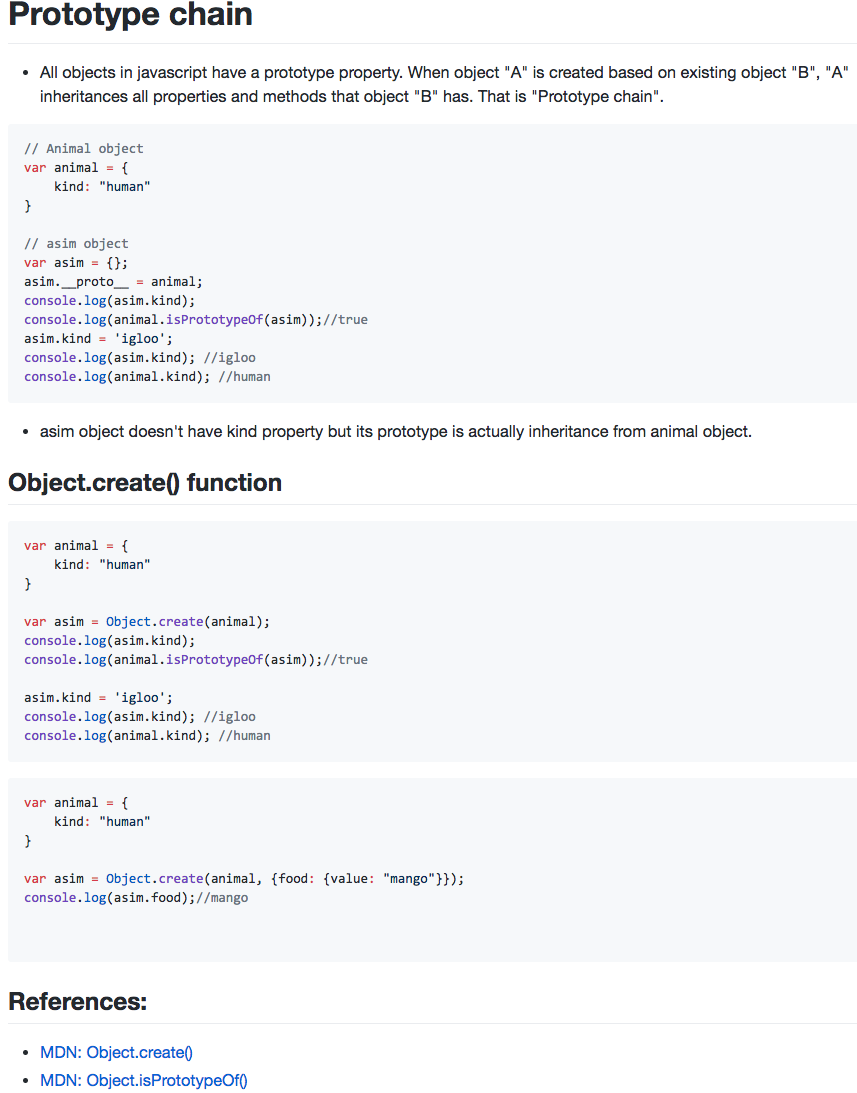 Prototype chain
• All objects in javascript have a prototype property. When object "A" is created based on existing object "B", "A"
inheritances all properties and methods that object "B" has. That is "Prototype chain".
// Animal object
var animal = {
    kind: "human"
}
// asim object
var asim = {};
asim.__proto__ = animal;
console.log(asim.kind);
console.log(animal.isPrototypeOf(asim));//true
asim.kind = 'igloo';
console.log(asim.kind); //igloo
console.log(animal.kind); //human
• asim object doesn't have kind property but its prototype is actually inheritance from animal object.
Object.create() function
var animal = {
    kind: "human"
}
var asim = Object.create(animal);
console.log(asim.kind);
console.log(animal.isPrototypeOf(asim));//true
asim.kind = 'igloo';
console.log(asim.kind); //igloo
console.log(animal.kind); //human
var animal = {
    kind: "human"
}
var asim = Object.create(animal, {food: {value: "mango"}});
console.log(asim.food);//mango
References:
• MDN: Object.create()
• MDN: Object.isPrototypeOf()